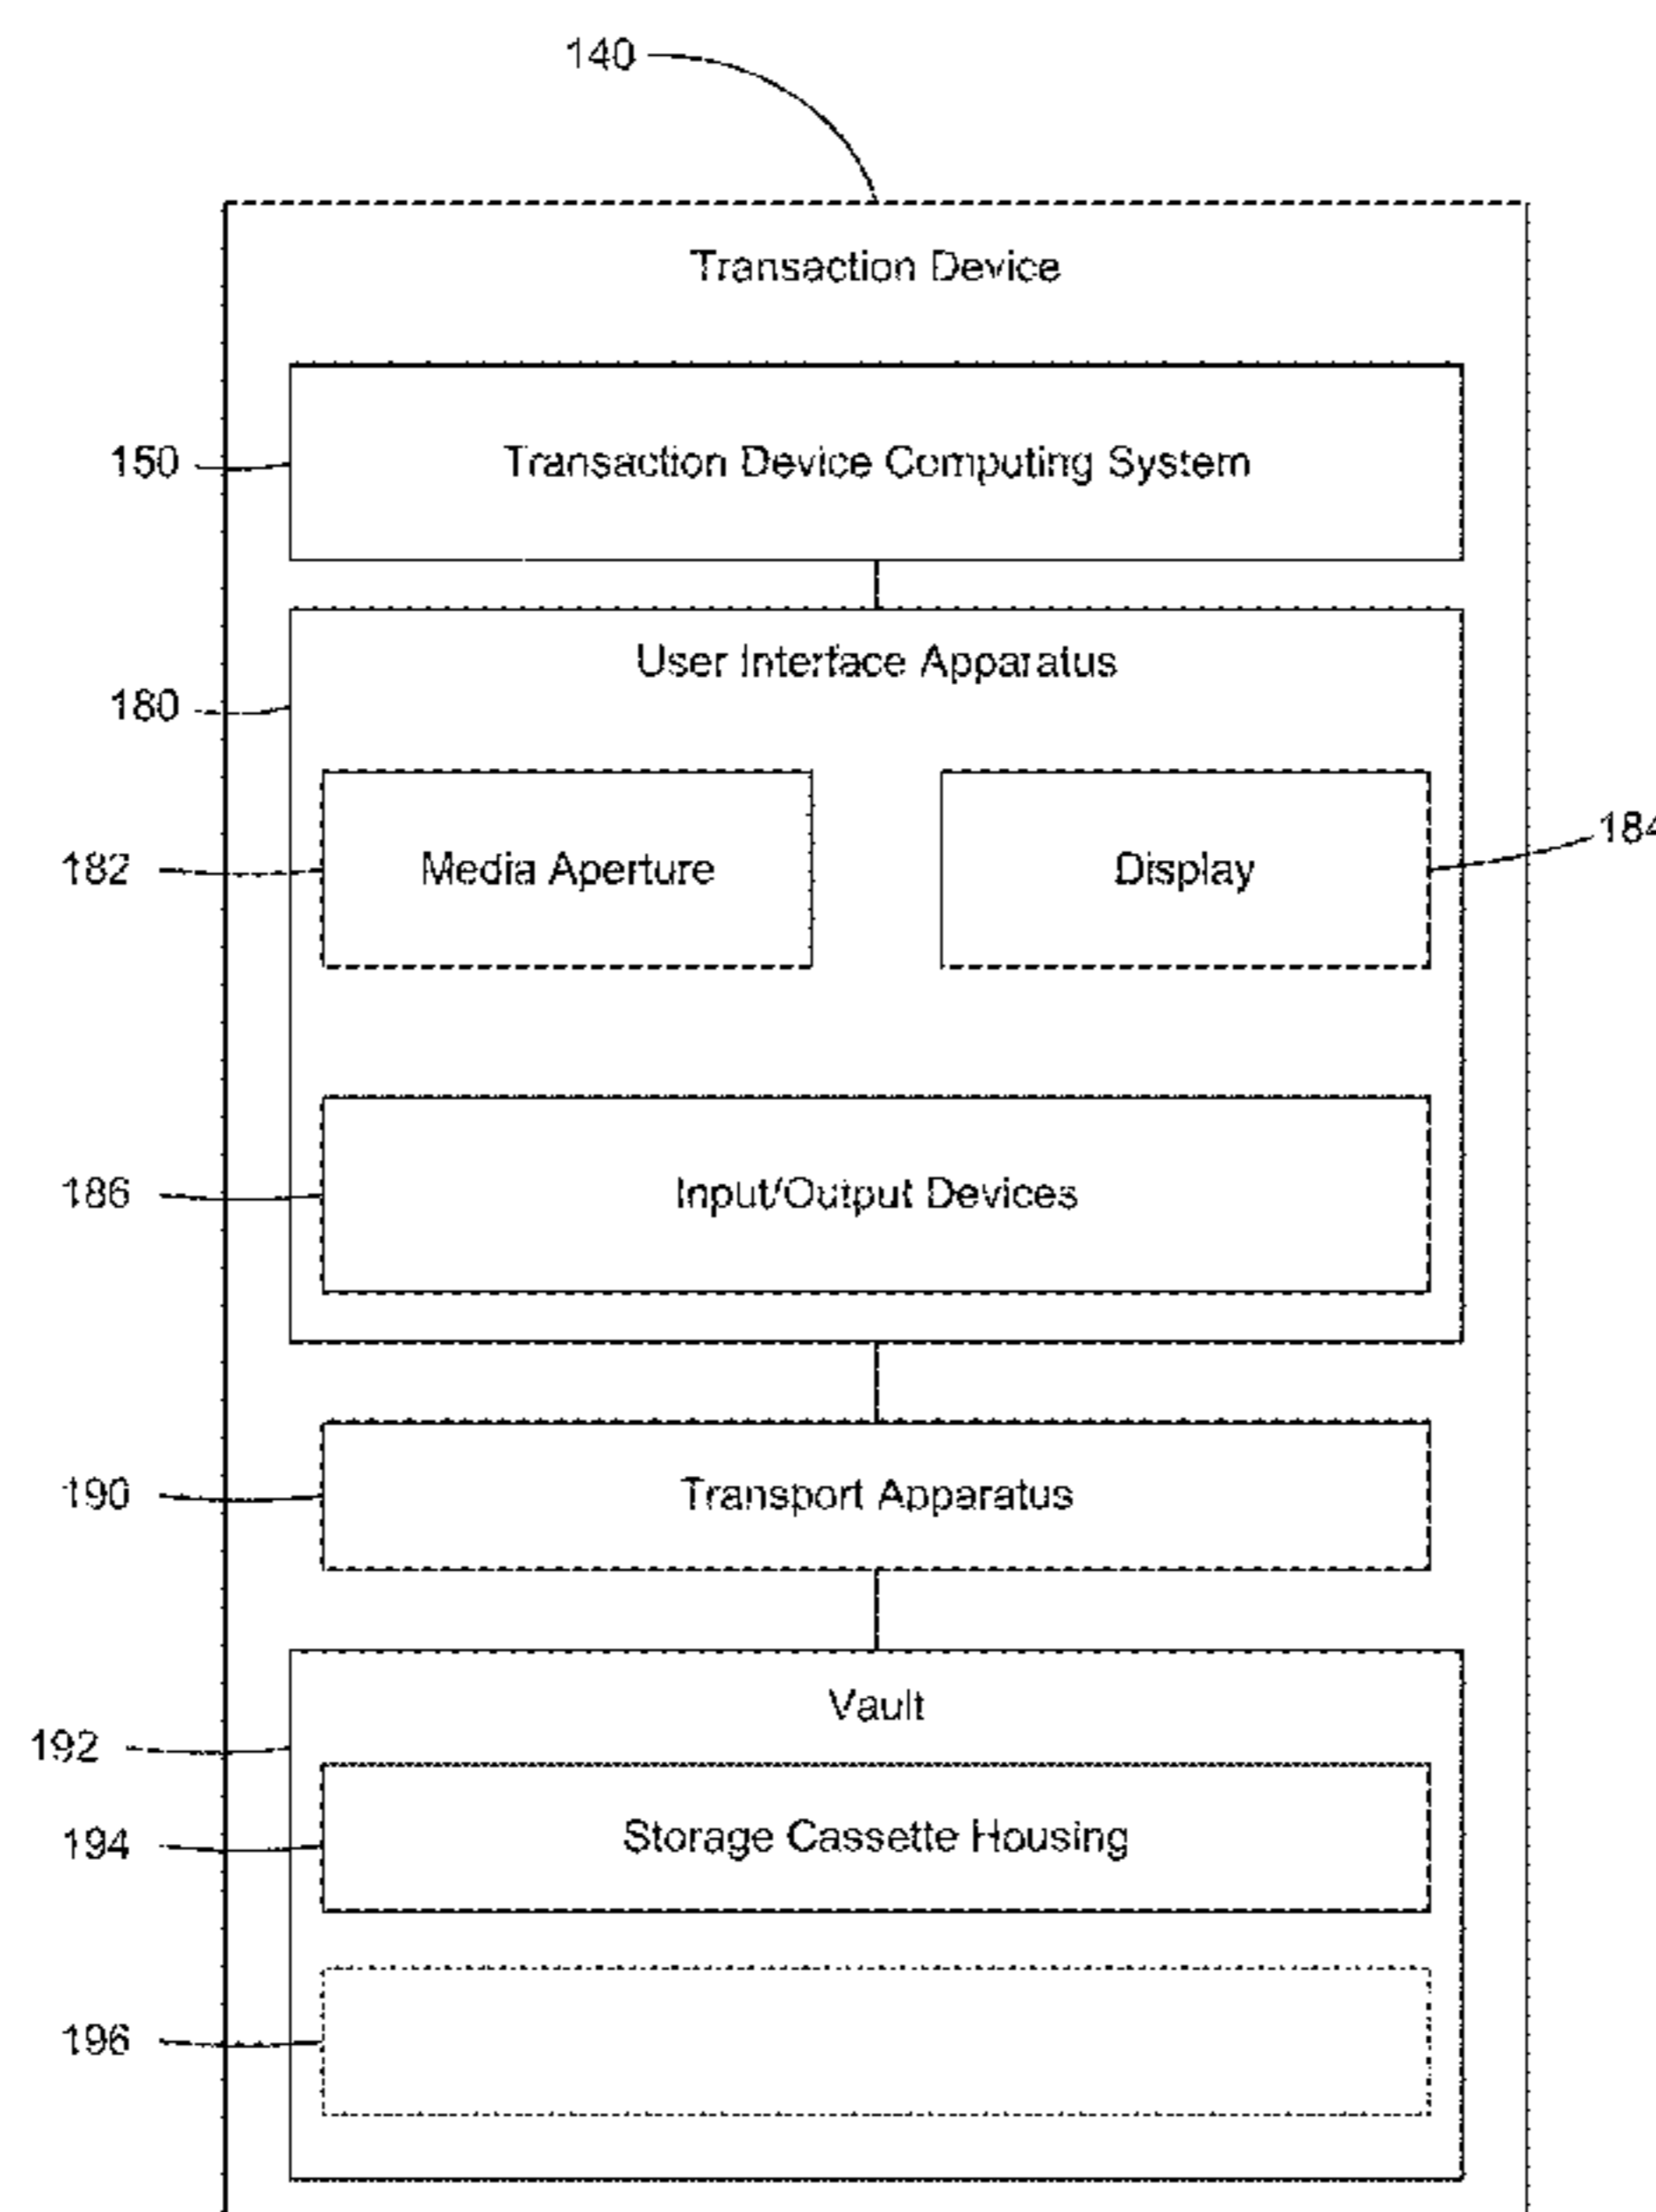 140
Transaction Device
150
Transaction Device Computing System
User Interface Apparatus
180
182
Media Aperture
Display
184
186
Input/Output Devices
190
Transport Apparatus
Vault
192
194
Storage Cassette Housing
196